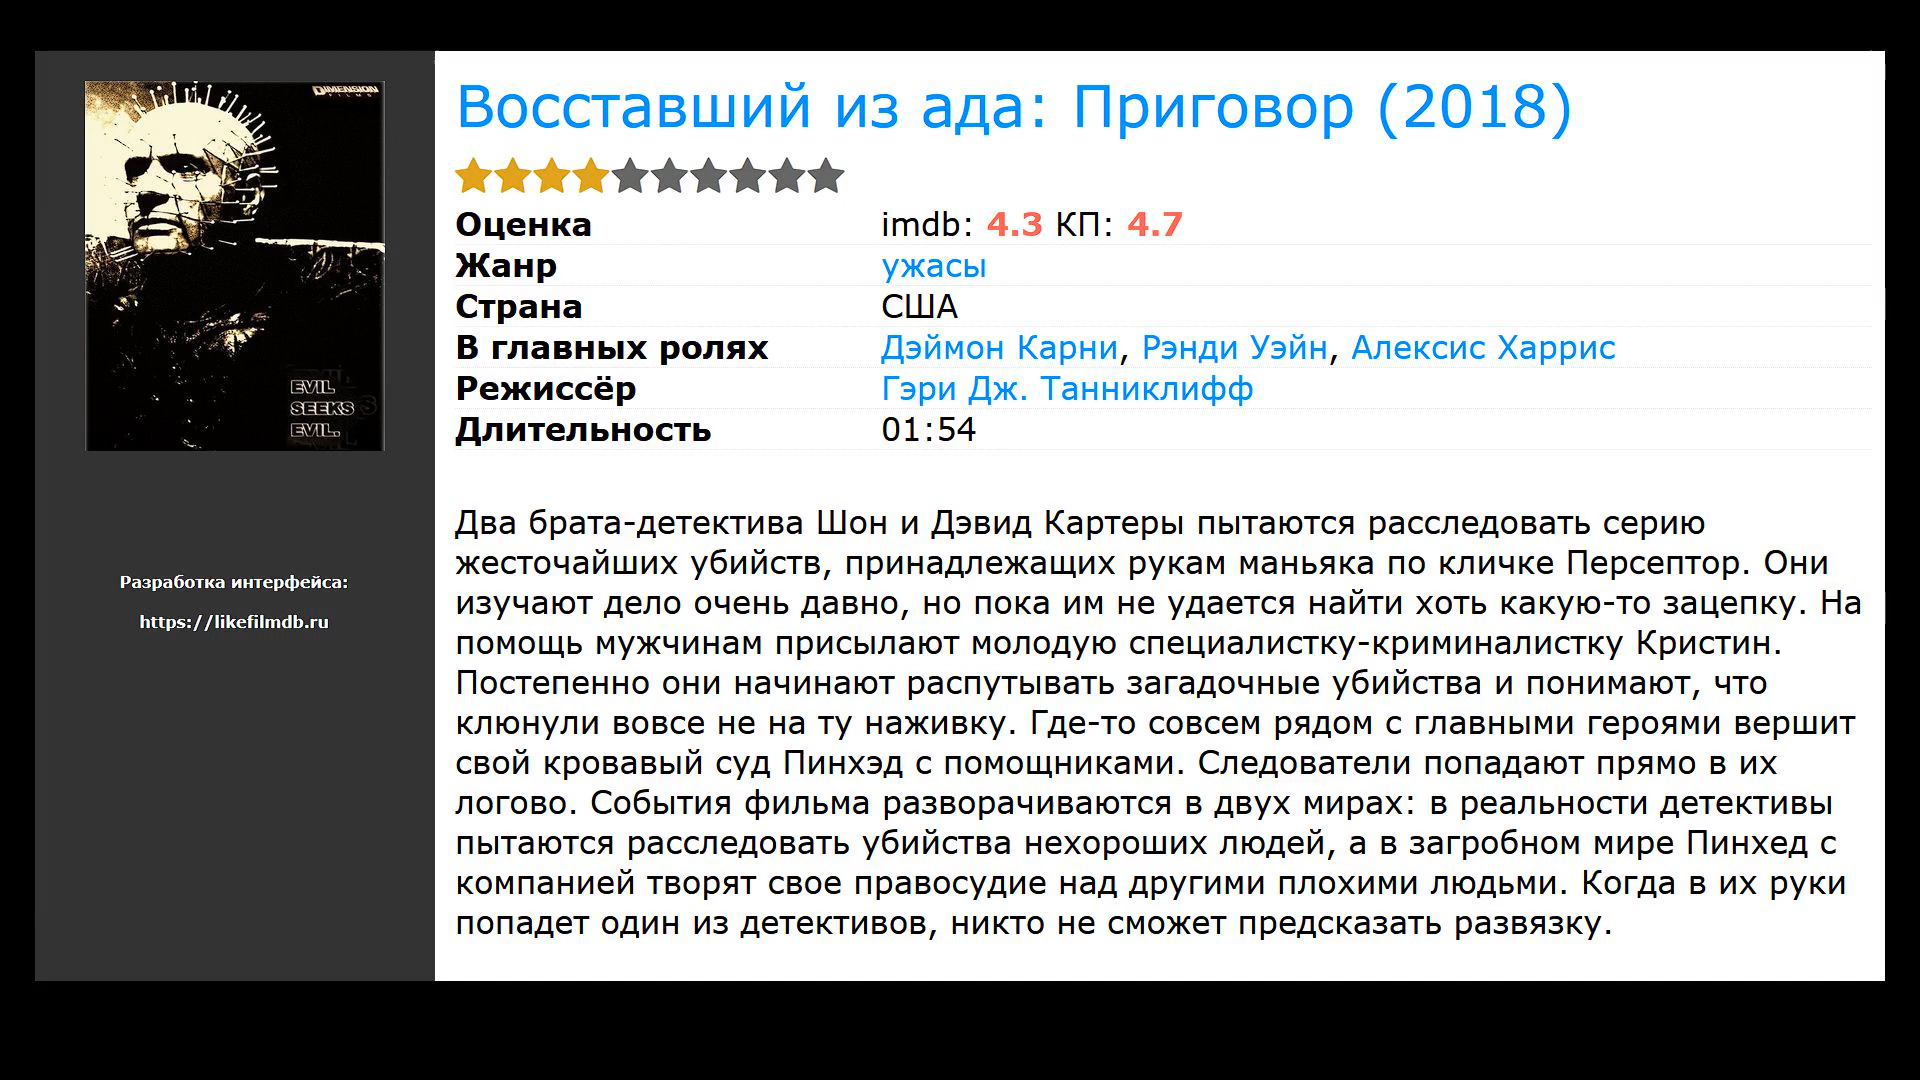 DIMENSION
FILMS
EVIL
SEEKS
EVIL.
Разработка интерфейса:
https://likefilmdb.ru
Восставший из ада: Приговор (2018)
Оценка imdb: 4.3 КП: 4.7
Жанр ужасы
Страна США
В главных ролях Дэймон Карни, Рэнди Уэйн, Алексис Харрис
Режиссёр Гэри Дж. Танниклифф
Длительность 01:54
Два брата-детектива Шон и Дэвид Картеры пытаются расследовать серию
жесточайших убийств, принадлежащих рукам маньяка по кличке Персептор. Они
изучают дело очень давно, но пока им не удается найти хоть какую-то зацепку. На
помощь мужчинам присылают молодую специалистку-криминалистку Кристин.
Постепенно они начинают распутывать загадочные убийства и понимают, что
клюнули вовсе не на ту наживку. Где-то совсем рядом с главными героями вершит
свой кровавый суд Пинхэд с помощниками. Следователи попадают прямо в их
логово. События фильма разворачиваются в двух мирах: в реальности детективы
пытаются расследовать убийства нехороших людей, а в загробном мире Пинхед с
компанией творят свое правосудие над другими плохими людьми. Когда в их руки
попадет один из детективов, никто не сможет предсказать развязку.